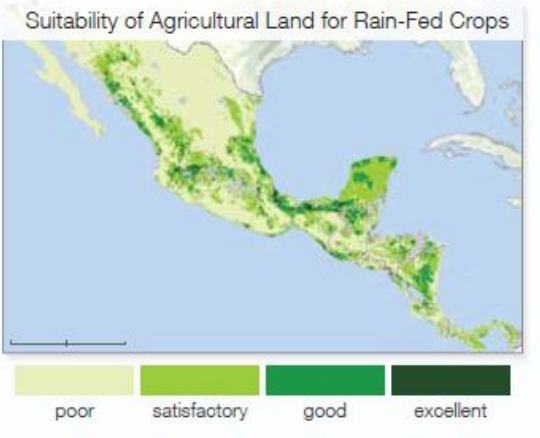 Suitability of Agricultural Land for Rain-Fed Crops
poor satisfactory good excellent